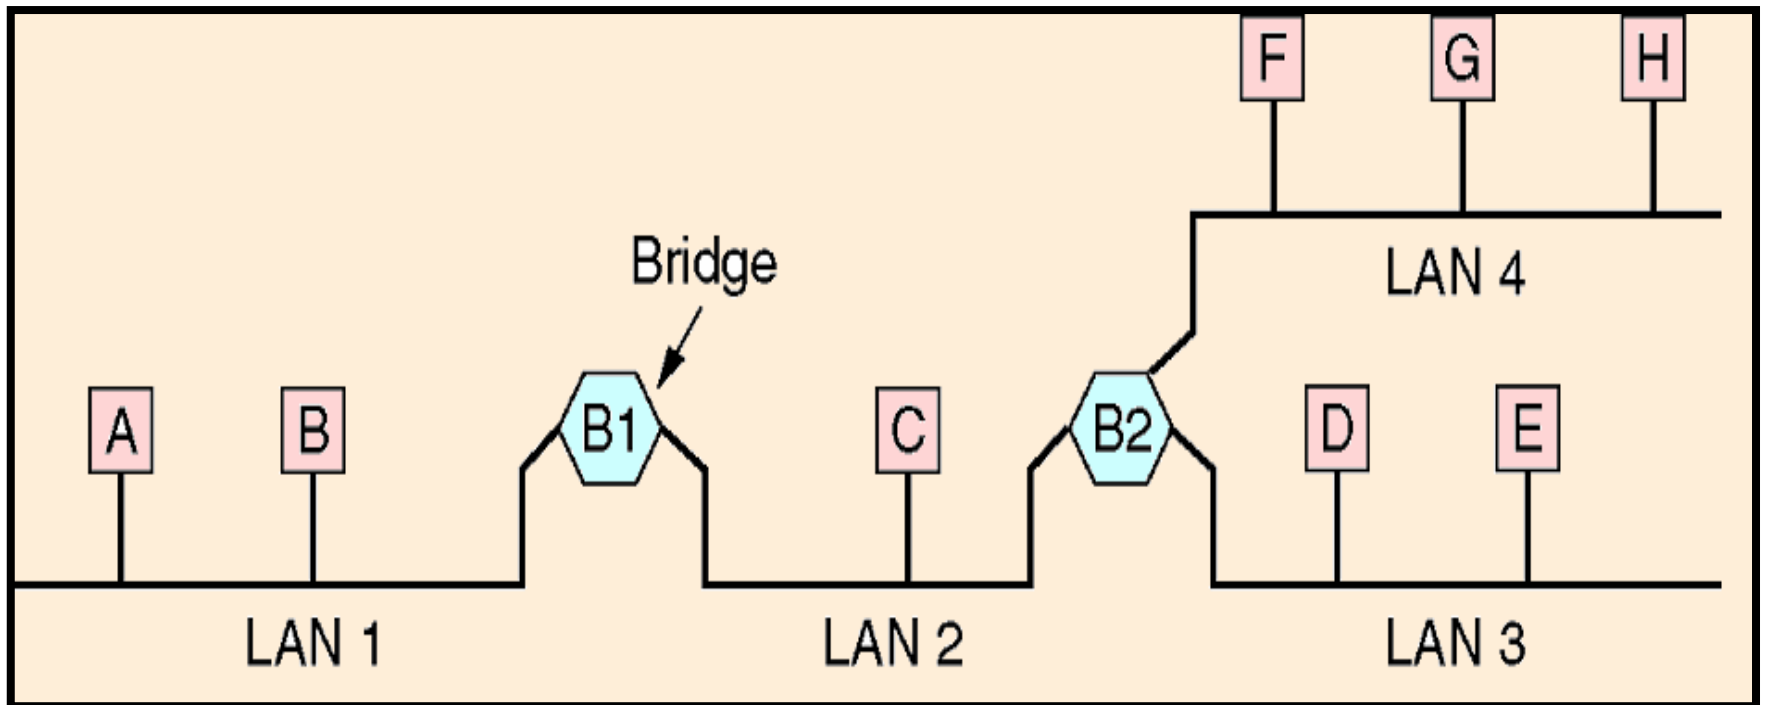 F G H
LAN 4
Bridge
A B B1 C B2 D E
LAN 1 LAN 2 LAN 3